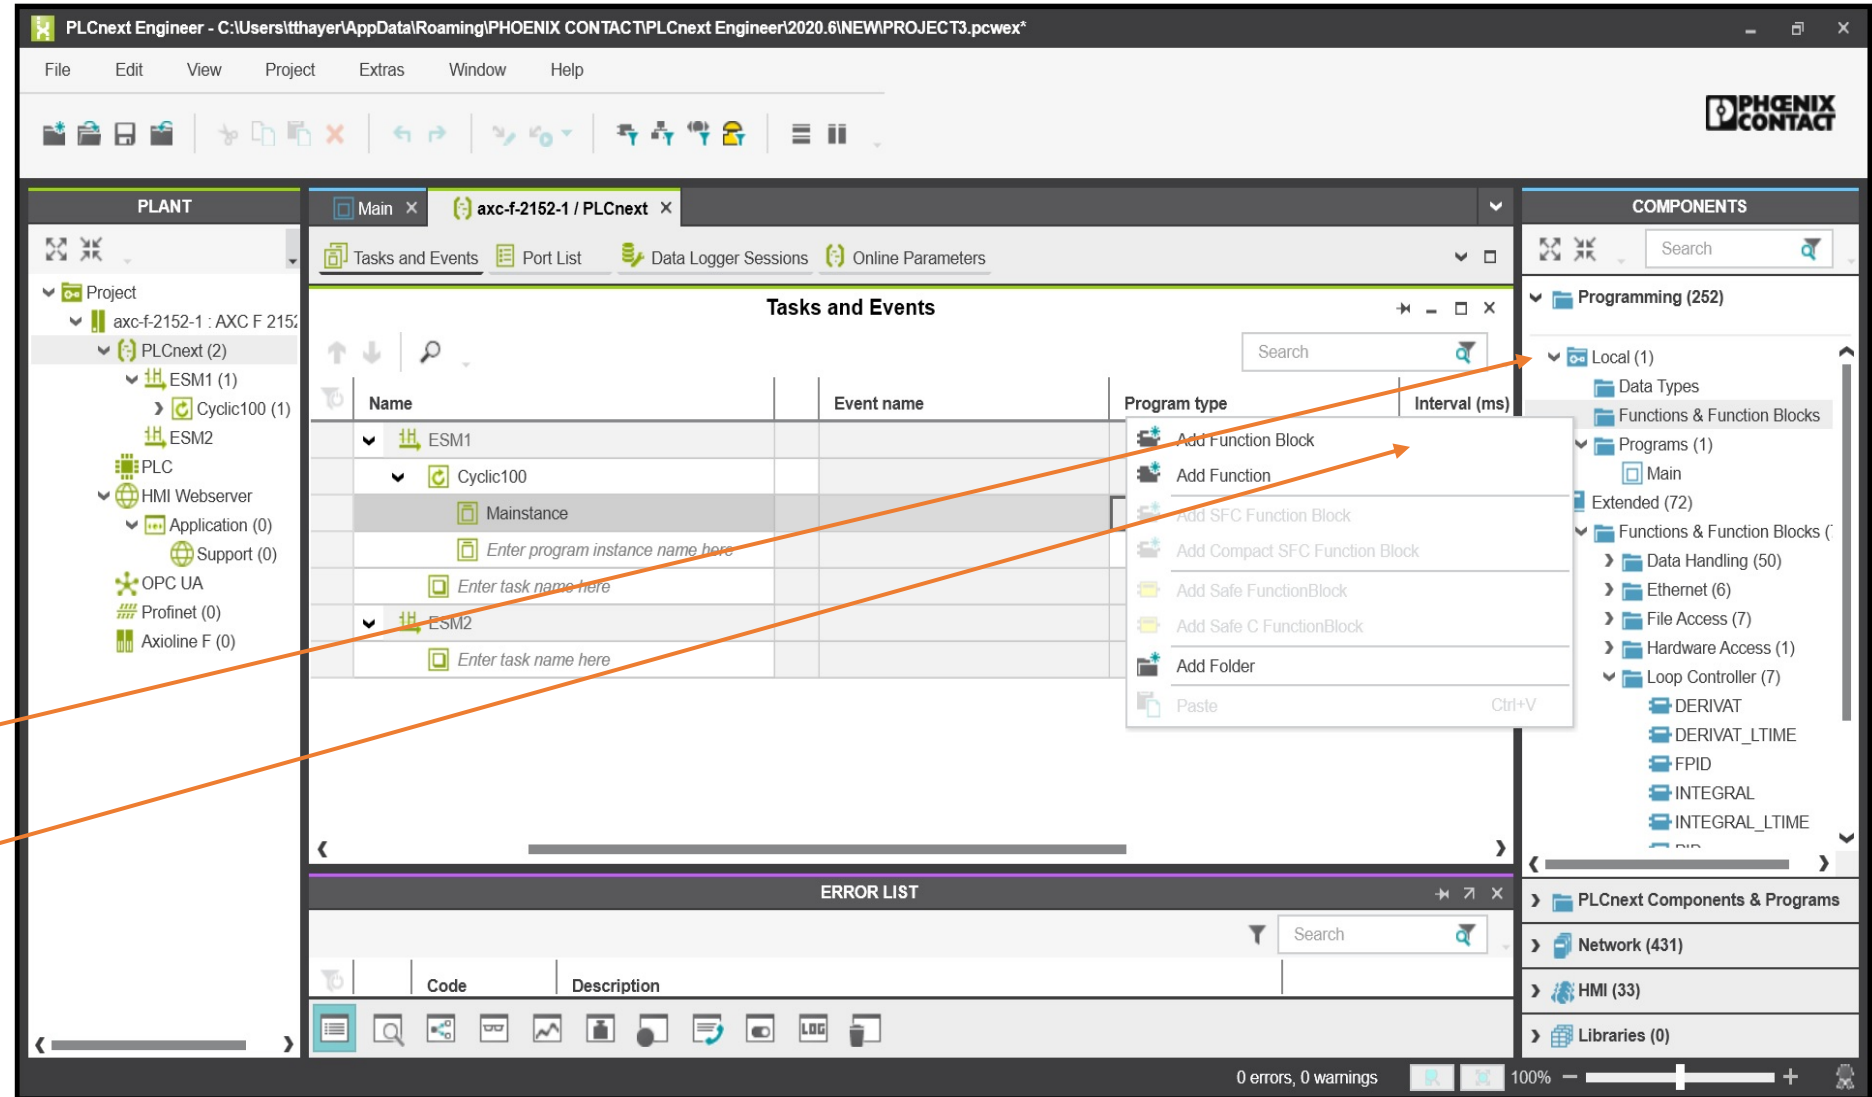 PLCnext Engineer - C:\Users\tthayer\AppData\Roaming\PHOENIX CONTACT\PLCnext Engineer\2020.6\NEW\PROJECT3.pcwex*
File Edit View Project Extras Window Help
PHŒNIX
CONTACT
PLANT
Project
axc-f-2152-1 : AXC F 2152
PLCnext (2)
ESM1 (1)
Cyclic100 (1)
ESM2
PLC
HMI Webserver
Application (0)
Support (0)
OPC UA
Profinet (0)
Axioline F (0)
Main
axc-f-2152-1 / PLCnext
Tasks and Events Port List Data Logger Sessions Online Parameters
Tasks and Events
Search
Name Event name Program type Interval (ms)
ESM1
Cyclic100
Mainstance
Enter program instance name here
Enter task name here
ESM2
Enter task name here
Add Function Block
Add Function
Add SFC Function Block
Add Compact SFC Function Block
Add Safe FunctionBlock
Add Safe C FunctionBlock
Add Folder
Paste Ctrl+V
ERROR LIST
Search
Code Description
LOG
COMPONENTS
Search
Programming (252)
Local (1)
Data Types
Functions & Function Blocks
Programs (1)
Main
Extended (72)
Functions & Function Blocks (
Data Handling (50)
Ethernet (6)
File Access (7)
Hardware Access (1)
Loop Controller (7)
DERIVAT
DERIVAT_LTIME
FPID
INTEGRAL
INTEGRAL_LTIME
PLCnext Components & Programs
Network (431)
HMI (33)
Libraries (0)
0 errors, 0 warnings 100%